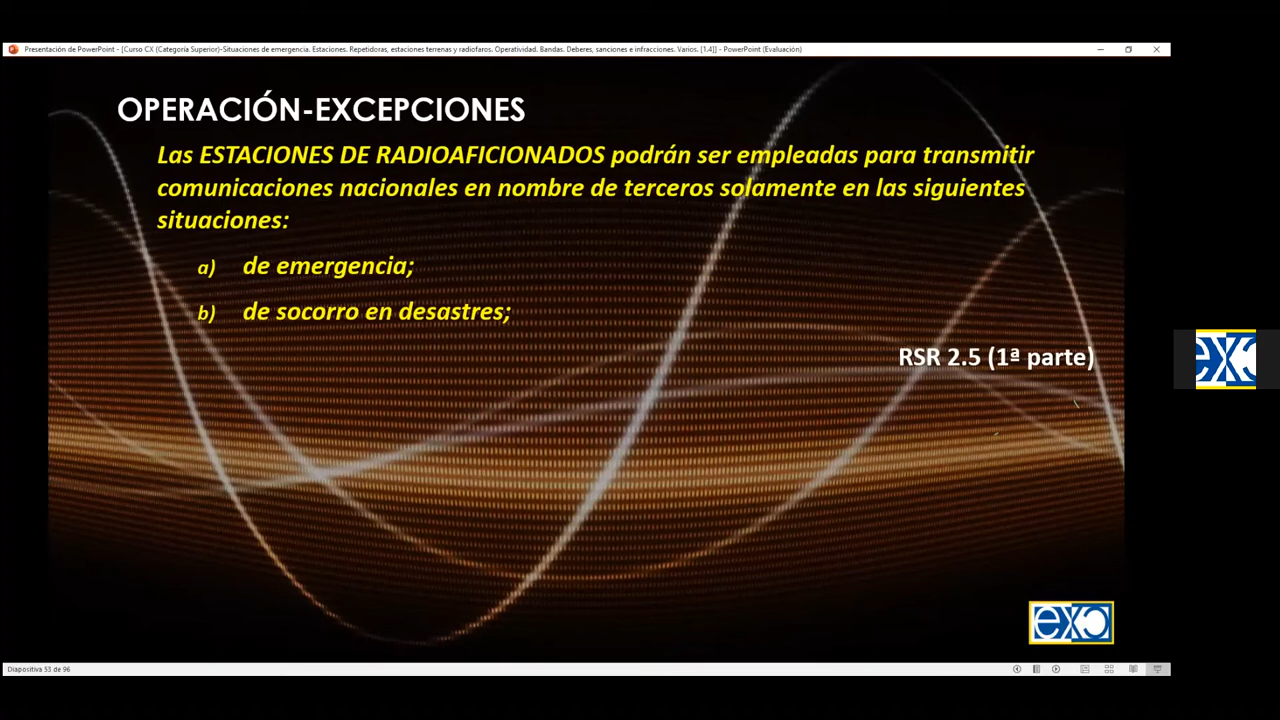 Presentación de PowerPoint - [Curso CX (Categoría Superior)-Situaciones de emergencia. Estaciones. Repetidoras, estaciones terrenas y radiofaros. Operatividad. Bandas. Deberes, sanciones e infracciones. Varios. [1.4]] - PowerPoint (Evaluación)
OPERACIÓN-EXCEPCIONES
Las ESTACIONES DE RADIOAFICIONADOS podrán ser empleadas para transmitir
comunicaciones nacionales en nombre de terceros solamente en las siguientes
situaciones:
a) de emergencia;
b) de socorro en desastres;
RSR 2.5 (1ª parte)
Diapositiva 53 de 96